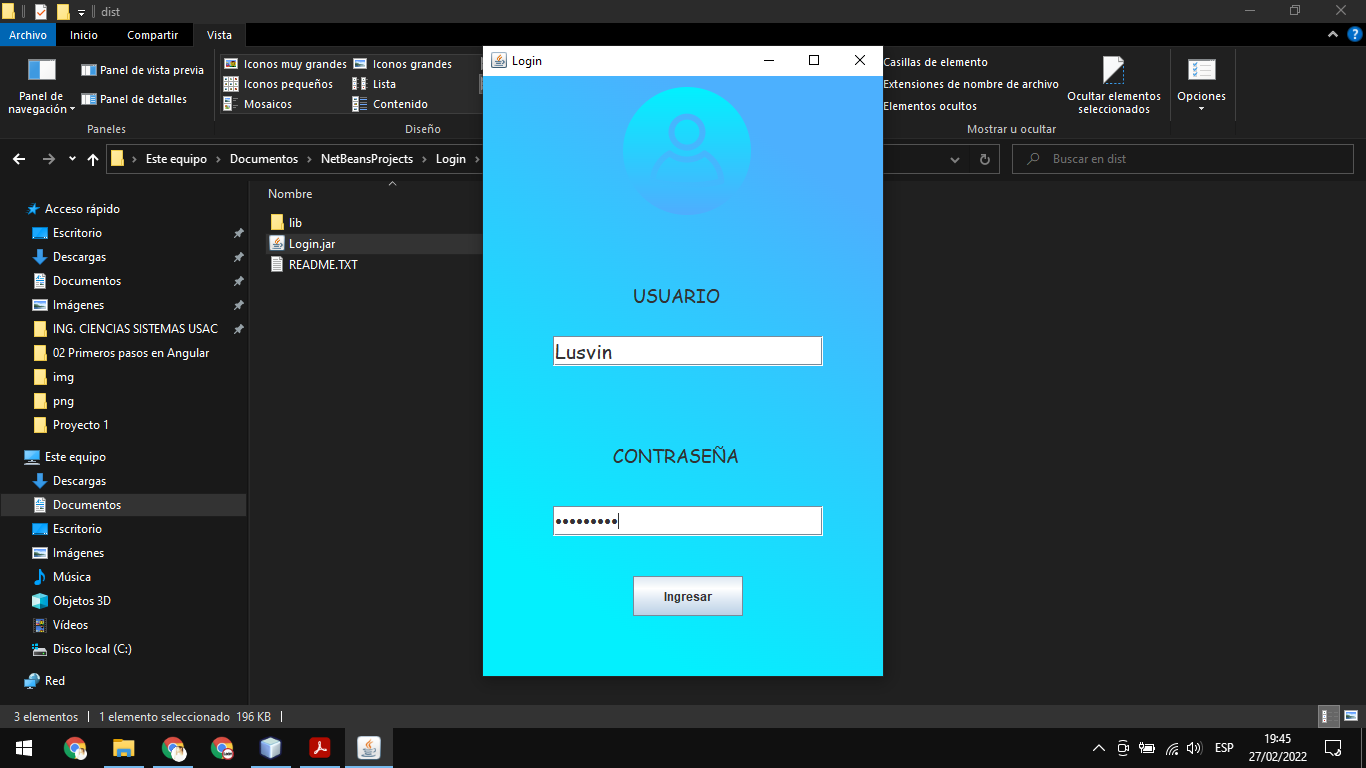 dist
Archivo
Inicio
Compartir
Vista
Panel de navegación
Panel de vista previa
Panel de detalles
Paneles
Iconos muy grandes
Iconos grandes
Iconos pequeños
Lista
Mosaicos
Contenido
Diseño
Casillas de elemento
Extensiones de nombre de archivo
Elementos ocultos
Ocultar elementos seleccionados
Mostrar u ocultar
Opciones
Este equipo
Documentos
NetBeansProjects
Login
Buscar en dist
Acceso rápido
Escritorio
Descargas
Documentos
Imágenes
ING. CIENCIAS SISTEMAS USAC
02 Primeros pasos en Angular
img
png
Proyecto 1
Este equipo
Descargas
Documentos
Escritorio
Imágenes
Música
Objetos 3D
Vídeos
Disco local (C:)
Red
Nombre
lib
Login.jar
README.TXT
Login
USUARIO
Lusvin
CONTRASEÑA
•••••••••
Ingresar
3 elementos
1 elemento seleccionado 196 KB
ESP
19:45
27/02/2022